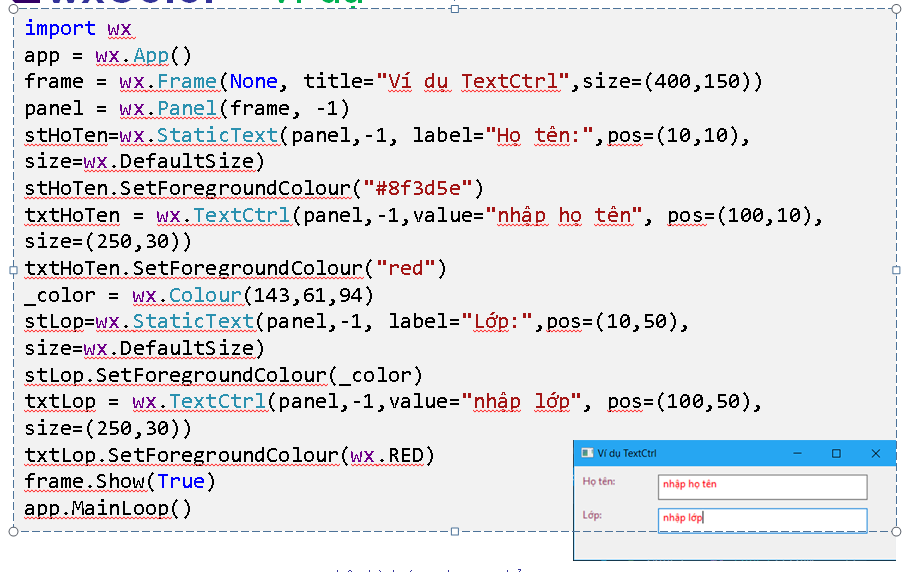 import wx
app = wx.App()
frame = wx.Frame(None, title="Ví dụ TextCtrl",size=(400,150))
panel = wx.Panel(frame, -1)
stHoTen=wx.StaticText(panel,-1, label="Họ tên:",pos=(10,10),
size=wx.DefaultSize)
stHoTen.SetForegroundColour("#8f3d5e")
txtHoTen = wx.TextCtrl(panel,-1,value="nhập họ tên", pos=(100,10),
size=(250,30))
txtHoTen.SetForegroundColour("red")
_color = wx.Colour(143,61,94)
stLop=wx.StaticText(panel,-1, label="Lớp:",pos=(10,50),
size=wx.DefaultSize)
stLop.SetForegroundColour(_color)
txtLop = wx.TextCtrl(panel,-1,value="nhập lớp", pos=(100,50),
size=(250,30))
txtLop.SetForegroundColour(wx.RED)
frame.Show(True)
app.MainLoop()
Ví dụ TextCtrl
Họ tên: nhập họ tên
Lớp: nhập lớp